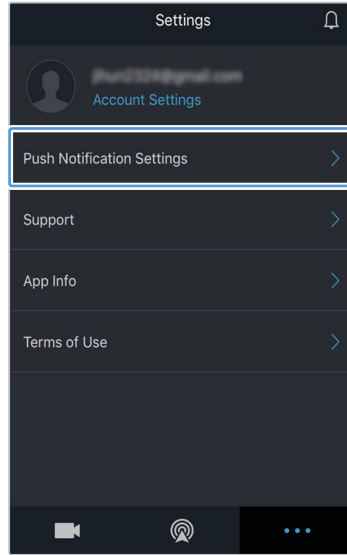 Settings
Account Settings
Push Notification Settings
Support
App Info
Terms of Use